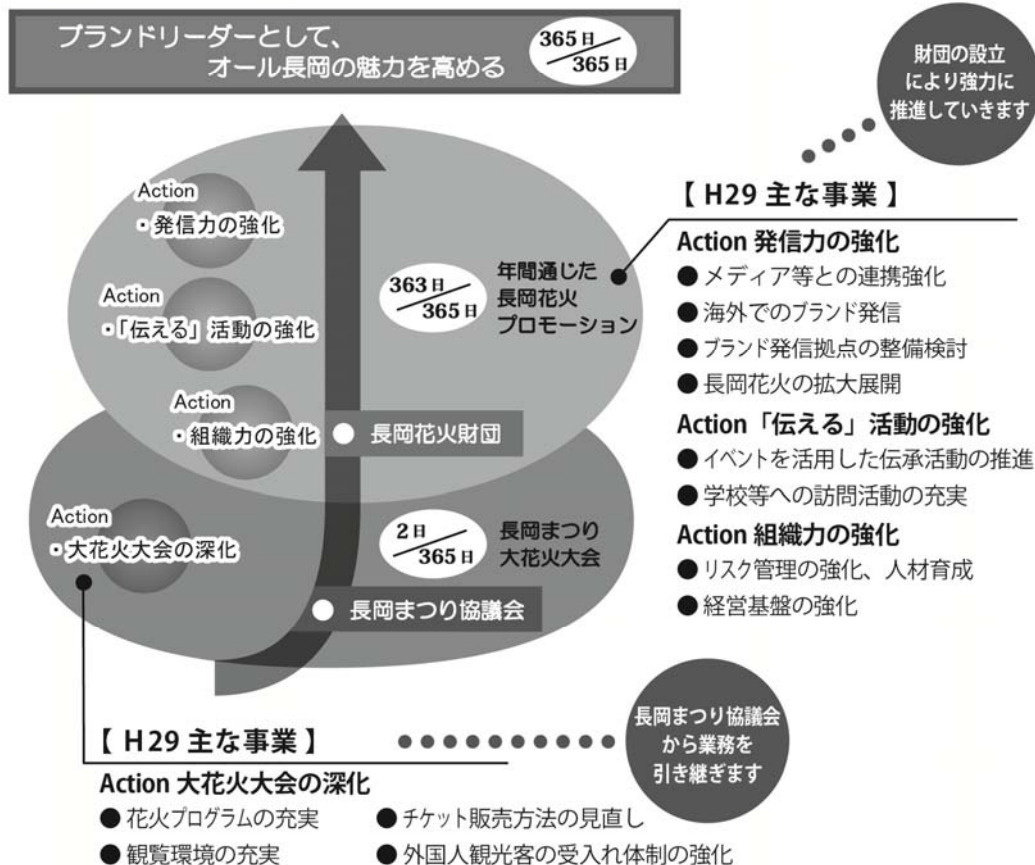 ブランドリーダーとして、
オール長岡の魅力を高める
365日
365日
財団の設立
により強力に
推進していきます
Action
・発信力の強化
Action
・「伝える」活動の強化
Action
・組織力の強化
363日
365日
年間通じた
長岡花火
プロモーション
長岡花火財団
Action
・大花火大会の深化
2日
365日
長岡まつり
大花火大会
長岡まつり協議会
【 H29 主な事業 】
Action 発信力の強化
● メディア等との連携強化
● 海外でのブランド発信
● ブランド発信拠点の整備検討
● 長岡花火の拡大展開
Action 「伝える」活動の強化
● イベントを活用した伝承活動の推進
● 学校等への訪問活動の充実
Action 組織力の強化
● リスク管理の強化、人材育成
● 経営基盤の強化
長岡まつり協議会
から業務を
引き継ぎます
【 H29 主な事業 】
Action 大花火大会の深化
● 花火プログラムの充実
● チケット販売方法の見直し
● 観覧環境の充実
● 外国人観光客の受入れ体制の強化